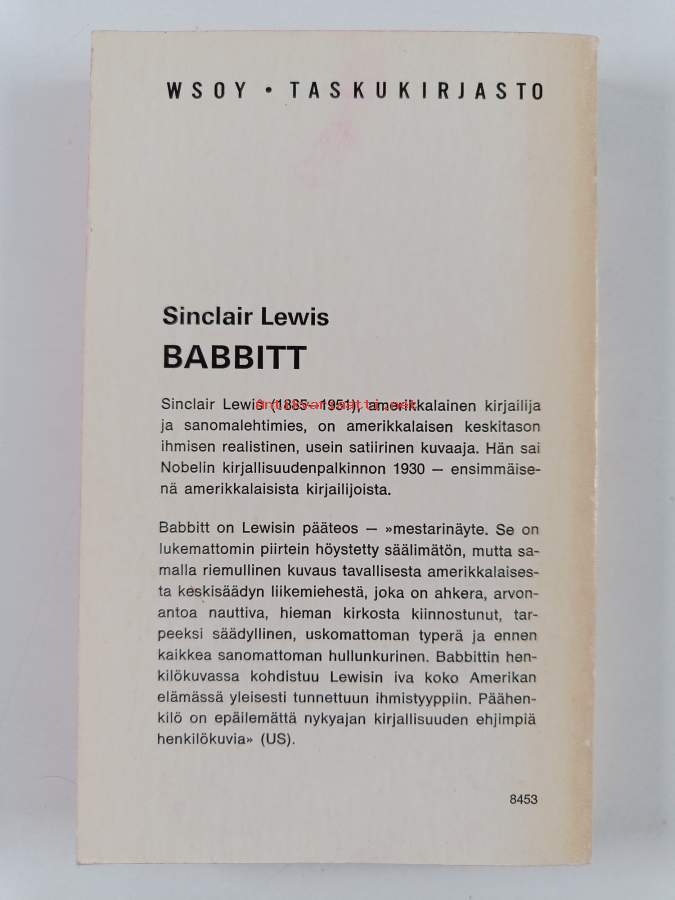 WSOY • TASKUKIRJASTO
Sinclair Lewis
BABBITT
Sinclair Lewis (1885–1951), amerikkalainen kirjailija
ja sanomalehtimies, on amerikkalaisen keskitason
ihmisen realistinen, usein satiirinen kuvaaja. Hän sai
Nobelin kirjallisuudenpalkinnon 1930 — ensimmäise-
nä amerikkalaisista kirjailijoista.
Babbitt on Lewisin pääteos — »mestarinäyte. Se on
lukemattomin piirtein höystetty säälimätön, mutta sa-
malla riemullinen kuvaus tavallisesta amerikkalaises-
ta keskisäädyn liikemiehestä, joka on ahkera, arvon-
antoa nauttiva, hieman kirkosta kiinnostunut, tar-
peeksi säädyllinen, uskomattoman typerä ja ennen
kaikkea sanomattoman hullunkurinen. Babbittin hen-
kilökuvassa kohdistuu Lewisin iva koko Amerikan
elämässä yleisesti tunnettuun ihmistyyppiin. Päähen-
kilö on epäilemättä nykyajan kirjallisuuden ehjimpiä
henkilökuvia» (US).
8453